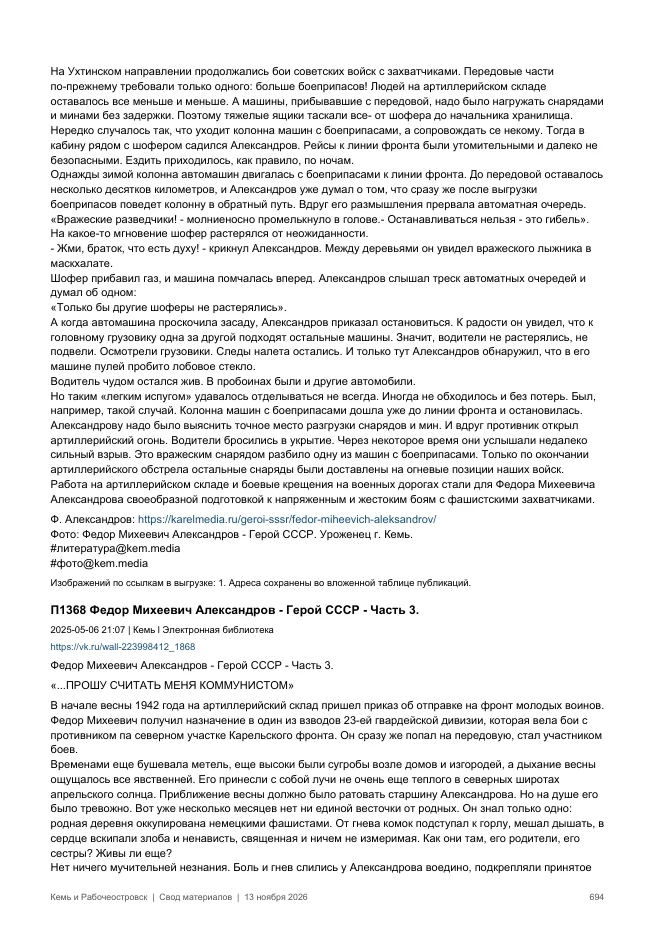 На Ухтинском направлении продолжались бои советских войск с захватчиками. Передовые части
по-прежнему требовали только одного: больше боеприпасов! Людей на артиллерийском складе
оставалось все меньше и меньше. А машины, прибывавшие с передовой, надо было нагружать снарядами
и минами без задержки. Поэтому тяжелые ящики таскали все- от шофера до начальника хранилища.
Нередко случалось так, что уходит колонна машин с боеприпасами, а сопровождать се некому. Тогда в
кабину рядом с шофером садился Александров. Рейсы к линии фронта были утомительными и далеко не
безопасными. Ездить приходилось, как правило, по ночам.
Однажды зимой колонна автомашин двигалась с боеприпасами к линии фронта. До передовой оставалось
несколько десятков километров, и Александров уже думал о том, что сразу же после выгрузки
боеприпасов поведет колонну в обратный путь. Вдруг его размышления прервала автоматная очередь.
«Вражеские разведчики! - молниеносно промелькнуло в голове.- Останавливаться нельзя - это гибель».
На какое-то мгновение шофер растерялся от неожиданности.
- Жми, браток, что есть духу! - крикнул Александров. Между деревьями он увидел вражеского лыжника в
маскхалате.
Шофер прибавил газ, и машина помчалась вперед. Александров слышал треск автоматных очередей и
думал об одном:
«Только бы другие шоферы не растерялись».
А когда автомашина проскочила засаду, Александров приказал остановиться. К радости он увидел, что к
головному грузовику одна за другой подходят остальные машины. Значит, водители не растерялись, не
подвели. Осмотрели грузовики. Следы налета остались. И только тут Александров обнаружил, что в его
машине пулей пробито лобовое стекло.
Водитель чудом остался жив. В пробоинах были и другие автомобили.
Но таким «легким испугом» удавалось отделываться не всегда. Иногда не обходилось и без потерь. Был,
например, такой случай. Колонна машин с боеприпасами дошла уже до линии фронта и остановилась.
Александрову надо было выяснить точное место разгрузки снарядов и мин. И вдруг противник открыл
артиллерийский огонь. Водители бросились в укрытие. Через некоторое время они услышали недалеко
сильный взрыв. Это вражеским снарядом разбило одну из машин с боеприпасами. Только по окончании
артиллерийского обстрела остальные снаряды были доставлены на огневые позиции наших войск.
Работа на артиллерийском складе и боевые крещения на военных дорогах стали для Федора Михеевича
Александрова своеобразной подготовкой к напряженным и жестоким боям с фашистскими захватчиками.
Ф. Александров: https://karelmedia.ru/geroi-sssr/fedor-miheevich-aleksandrov/
Фото: Федор Михеевич Александров - Герой СССР. Уроженец г. Кемь.
#литература@kem.media
#фото@kem.media
Изображений по ссылкам в выгрузке: 1. Адреса сохранены во вложенной таблице публикаций.
П1368 Федор Михеевич Александров - Герой СССР - Часть 3.
2025-05-06 21:07 | Кемь I Электронная библиотека
https://vk.ru/wall-223998412_1868
Федор Михеевич Александров - Герой СССР - Часть 3.
«...ПРОШУ СЧИТАТЬ МЕНЯ КОММУНИСТОМ»
В начале весны 1942 года на артиллерийский склад пришел приказ об отправке на фронт молодых воинов.
Федор Михеевич получил назначение в один из взводов 23-ей гвардейской дивизии, которая вела бои с
противником па северном участке Карельского фронта. Он сразу же попал на передовую, стал участником
боев.
Временами еще бушевала метель, еще высоки были сугробы возле домов и изгородей, а дыхание весны
ощущалось все явственней. Его принесли с собой лучи не очень еще теплого в северных широтах
апрельского солнца. Приближение весны должно было ратовать старшину Александрова. Но на душе его
было тревожно. Вот уже несколько месяцев нет ни единой весточки от родных. Он знал только одно:
родная деревня оккупирована немецкими фашистами. От гнева комок подступал к горлу, мешал дышать, в
сердце вскипали злоба и ненависть, священная и ничем не измеримая. Как они там, его родители, его
сестры? Живы ли еще?
Нет ничего мучительней незнания. Боль и гнев слились у Александрова воедино, подкрепляли принятое
Кемь и Рабочеостровск | Свод материалов | 13 ноября 2026
694